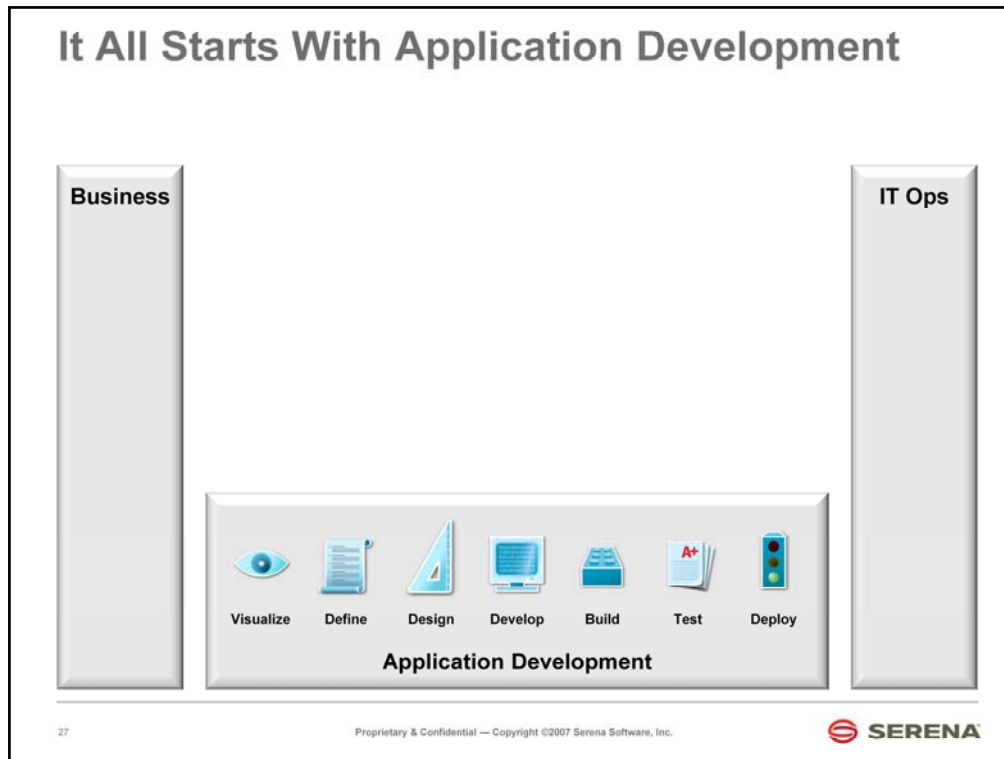 It All Starts With Application Development
Business
IT Ops
A+
Visualize
Define
Design
Develop
Build
Test
Deploy
Application Development
27
Proprietary & Confidential — Copyright ©2007 Serena Software, Inc.
SERENA